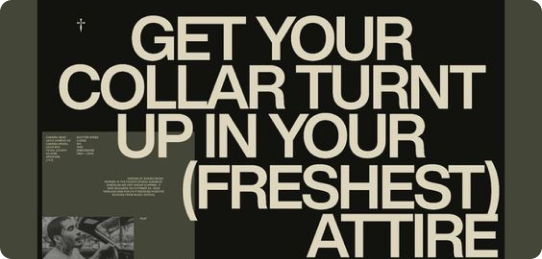 †
GET YOUR
COLLAR TURNT
UP IN YOUR
(FRESHEST)
ATTIRE